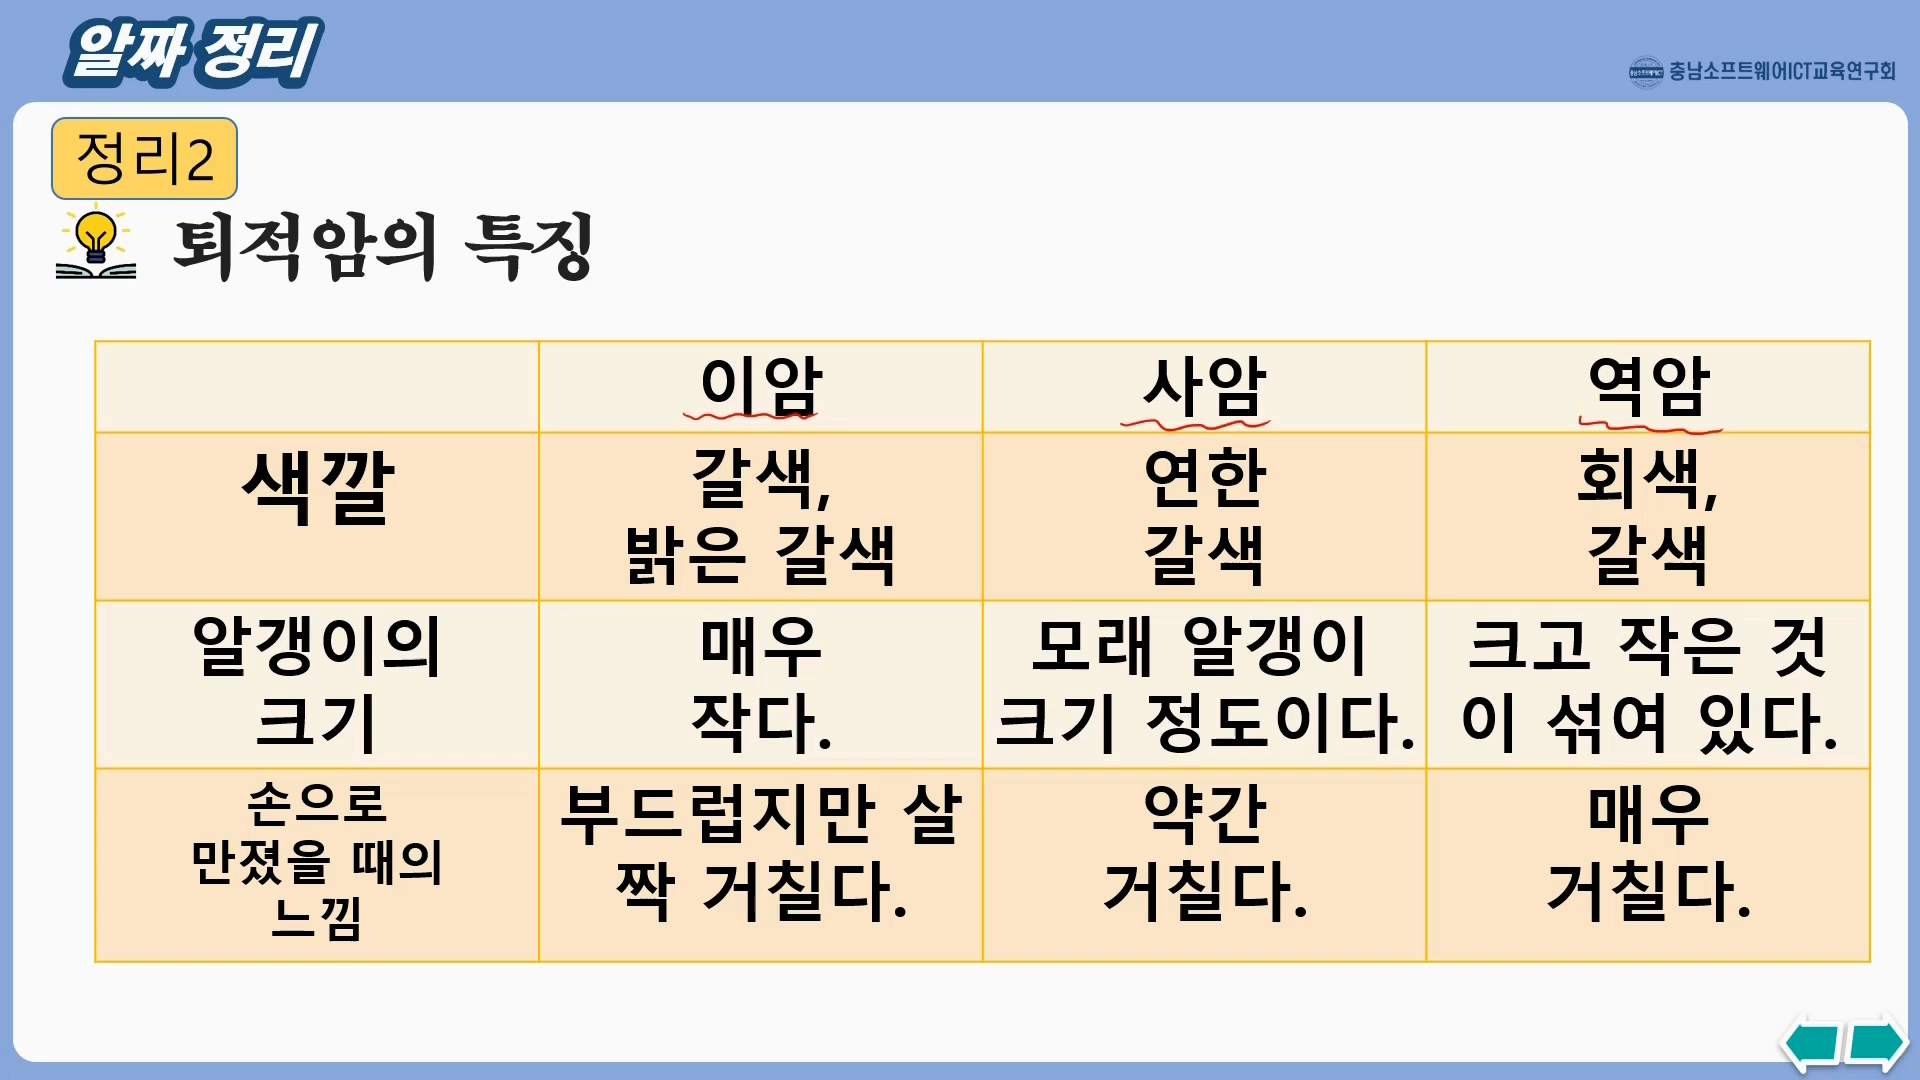 알짜 정리
충남소프트웨어ICT교육연구회
정리2
퇴적암의 특징
이암 사암 역암
색깔
갈색,
밝은 갈색
연한
갈색
회색,
갈색
알갱이의
크기
매우
작다.
모래 알갱이
크기 정도이다.
크고 작은 것
이 섞여 있다.
손으로
만졌을 때의
느낌
부드럽지만 살
짝 거칠다.
약간
거칠다.
매우
거칠다.